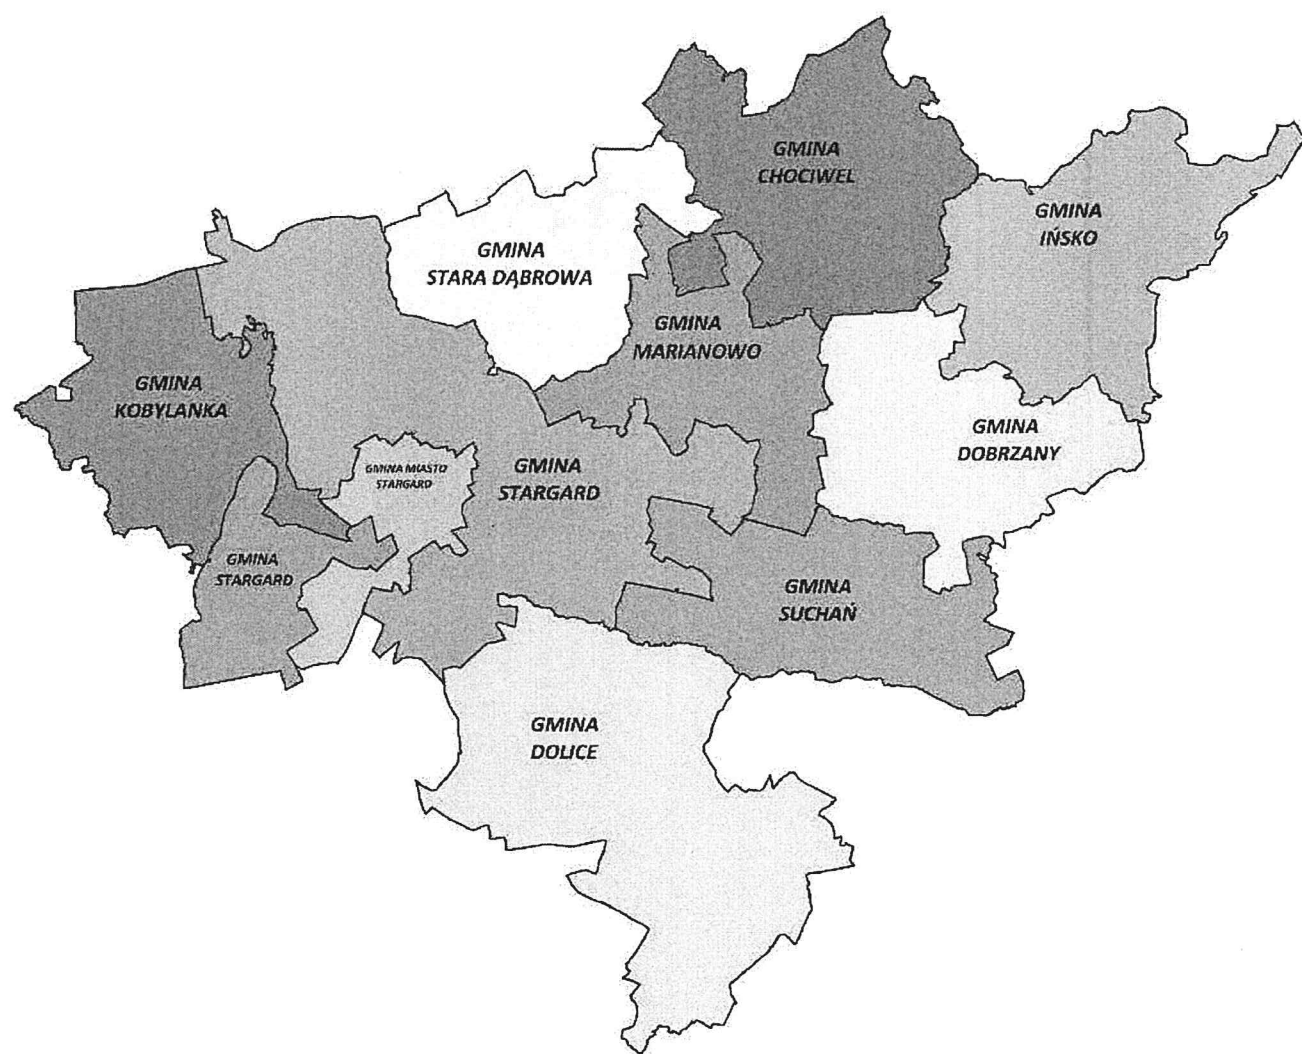 GMINA
CHOCIWEL
GMINA
IŃSKO
GMINA
STARA DĄBROWA
GMINA
MARIANOWO
GMINA
KOBYLANKA
GMINA
DOBRZANY
GMINA MIASTO
STARGARD
GMINA
STARGARD
GMINA
STARGARD
GMINA
SUCHAŃ
GMINA
DOLICE